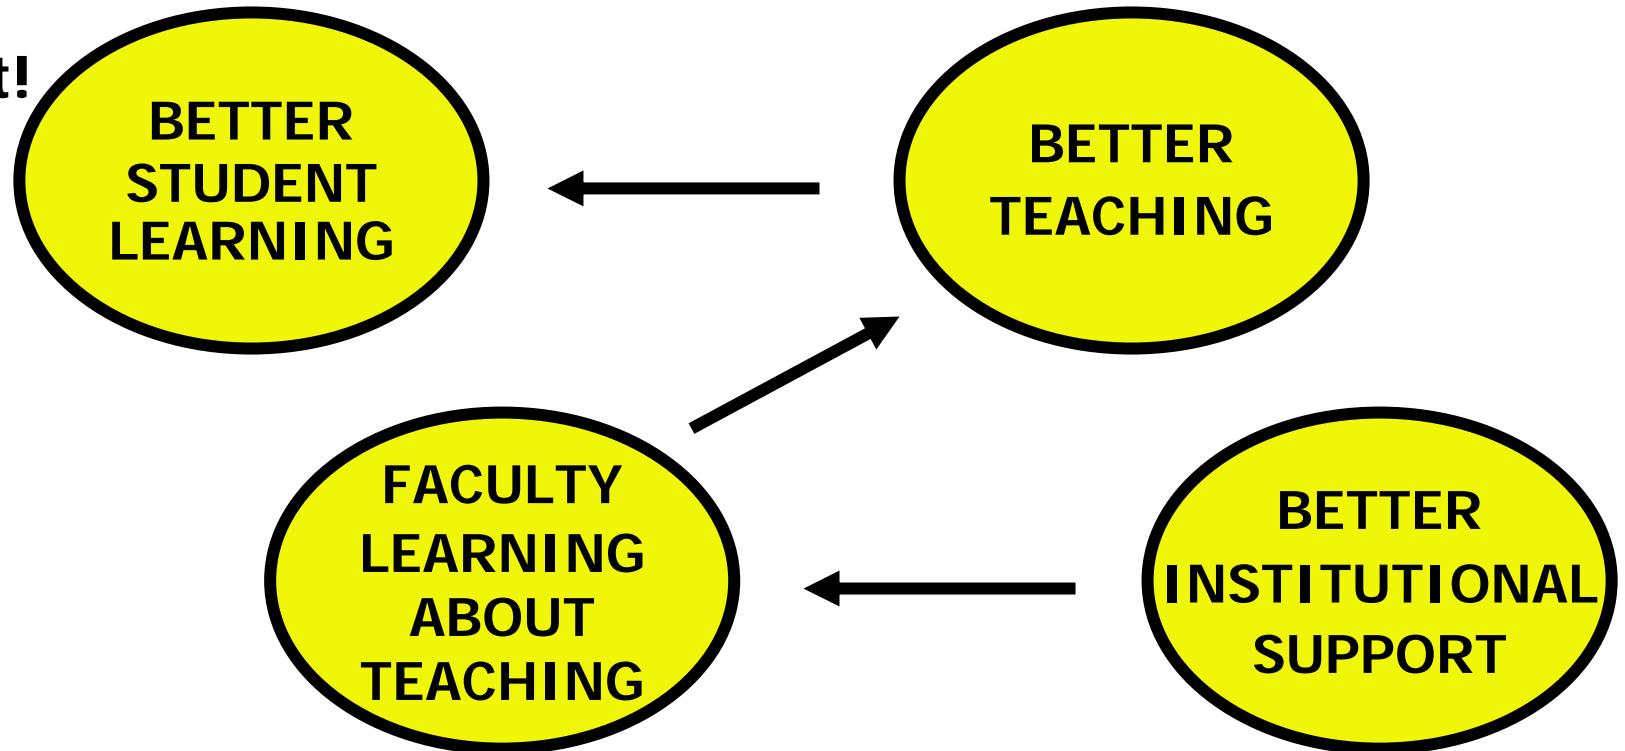 t!
BETTER
STUDENT
LEARNING
BETTER
TEACHING
FACULTY
LEARNING
ABOUT
TEACHING
BETTER
INSTITUTIONAL
SUPPORT